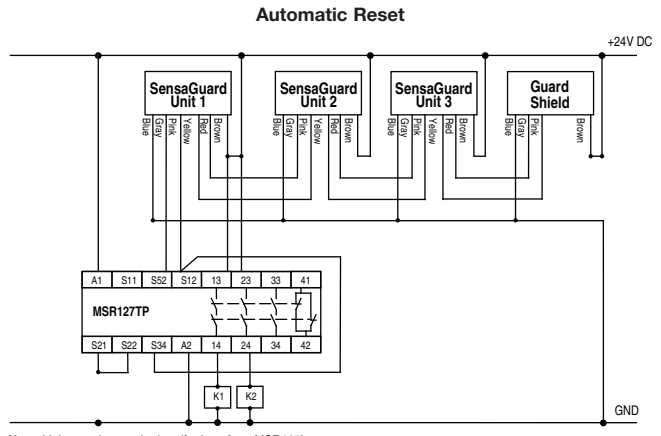 Automatic Reset
+24V DC
SensaGuard
Unit 1
SensaGuard
Unit 2
SensaGuard
Unit 3
Guard
Shield
Blue
Gray
Pink
Yellow
Red
Brown
Blue
Gray
Pink
Yellow
Red
Brown
Blue
Gray
Pink
Yellow
Red
Brown
Blue
Gray
Pink
Brown
A1 S11 S52 S12 13 23 33 41
MSR127TP
S21 S22 S34 A2 14 24 34 42
K1 K2
GND